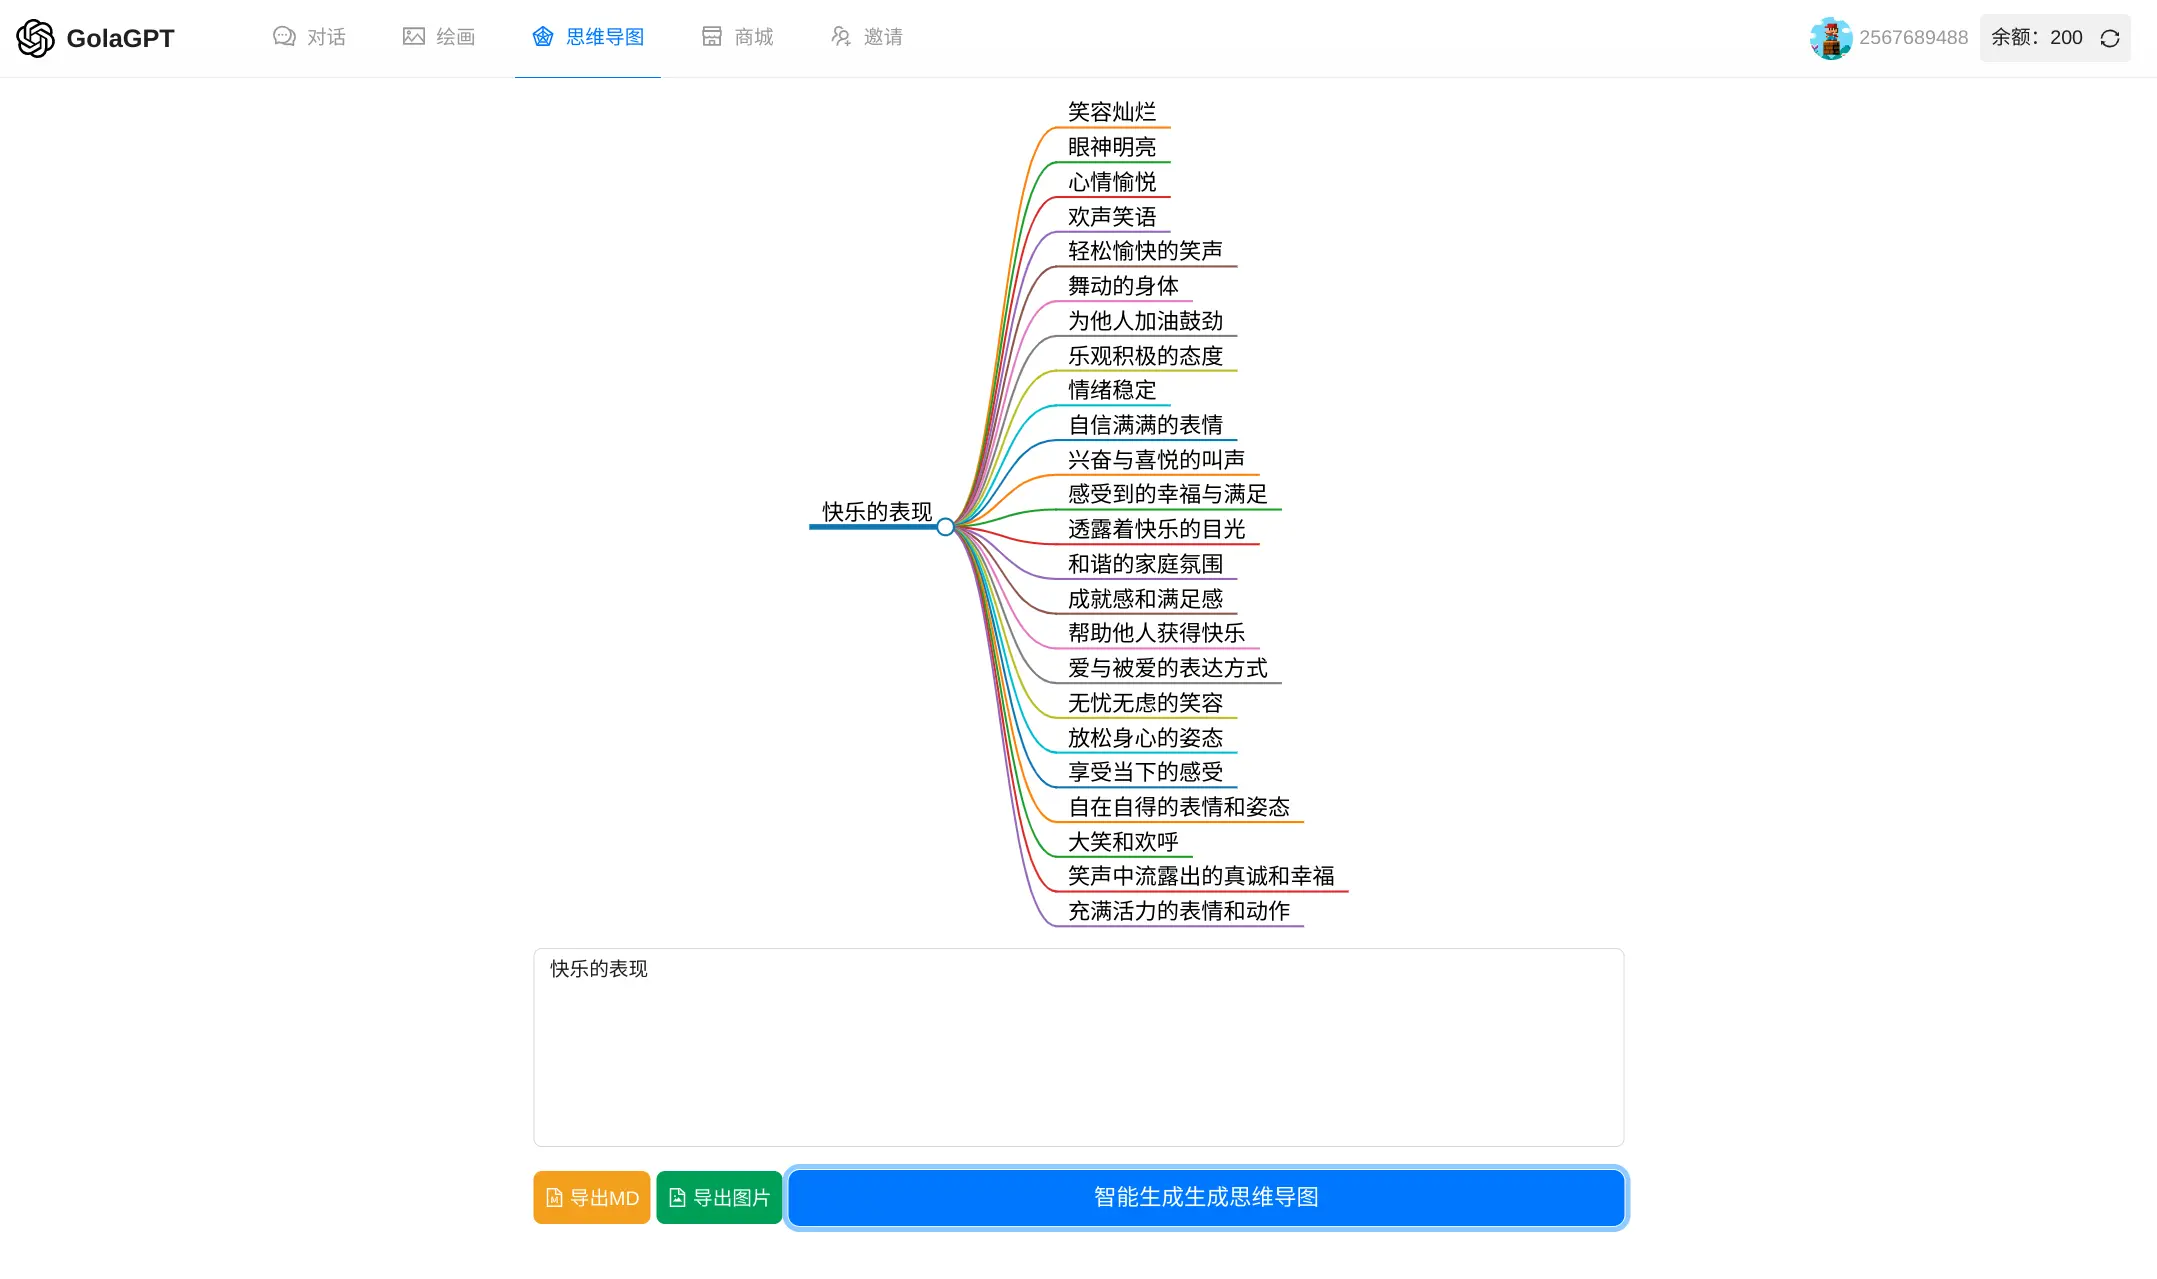 GolaGPT
对话
绘画
思维导图
商城
邀请
2567689488
余额：200
笑容灿烂
眼神明亮
心情愉悦
欢声笑语
轻松愉快的笑声
舞动的身体
为他人加油鼓劲
乐观积极的态度
情绪稳定
自信满满的表情
兴奋与喜悦的叫声
感受到的幸福与满足
快乐的表现
透露着快乐的目光
和谐的家庭氛围
成就感和满足感
帮助他人获得快乐
爱与被爱的表达方式
无忧无虑的笑容
放松身心的姿态
享受当下的感受
自在自得的表情和姿态
大笑和欢呼
笑声中流露出的真诚和幸福
充满活力的表情和动作
快乐的表现
导出MD
导出图片
智能生成生成思维导图